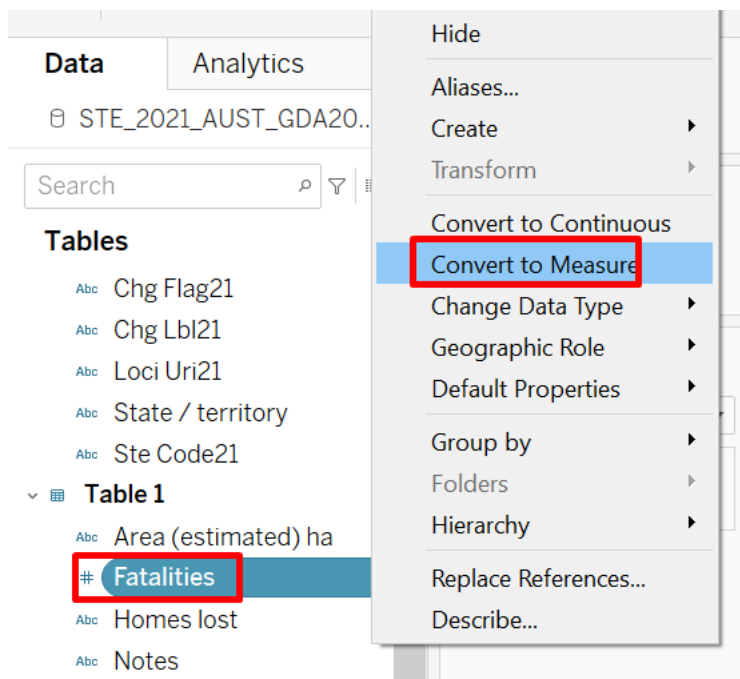 Data
Analytics
STE_2021_AUST_GDA20..
Search
Tables
Abc Chg Flag21
Abc Chg Lbl21
Abc Loci Uri21
Abc State / territory
Abc Ste Code21
Table 1
Abc Area (estimated) ha
# Fatalities
Abc Homes lost
Abc Notes
Hide
Aliases...
Create
Transform
Convert to Continuous
Convert to Measure
Change Data Type
Geographic Role
Default Properties
Group by
Folders
Hierarchy
Replace References...
Describe...